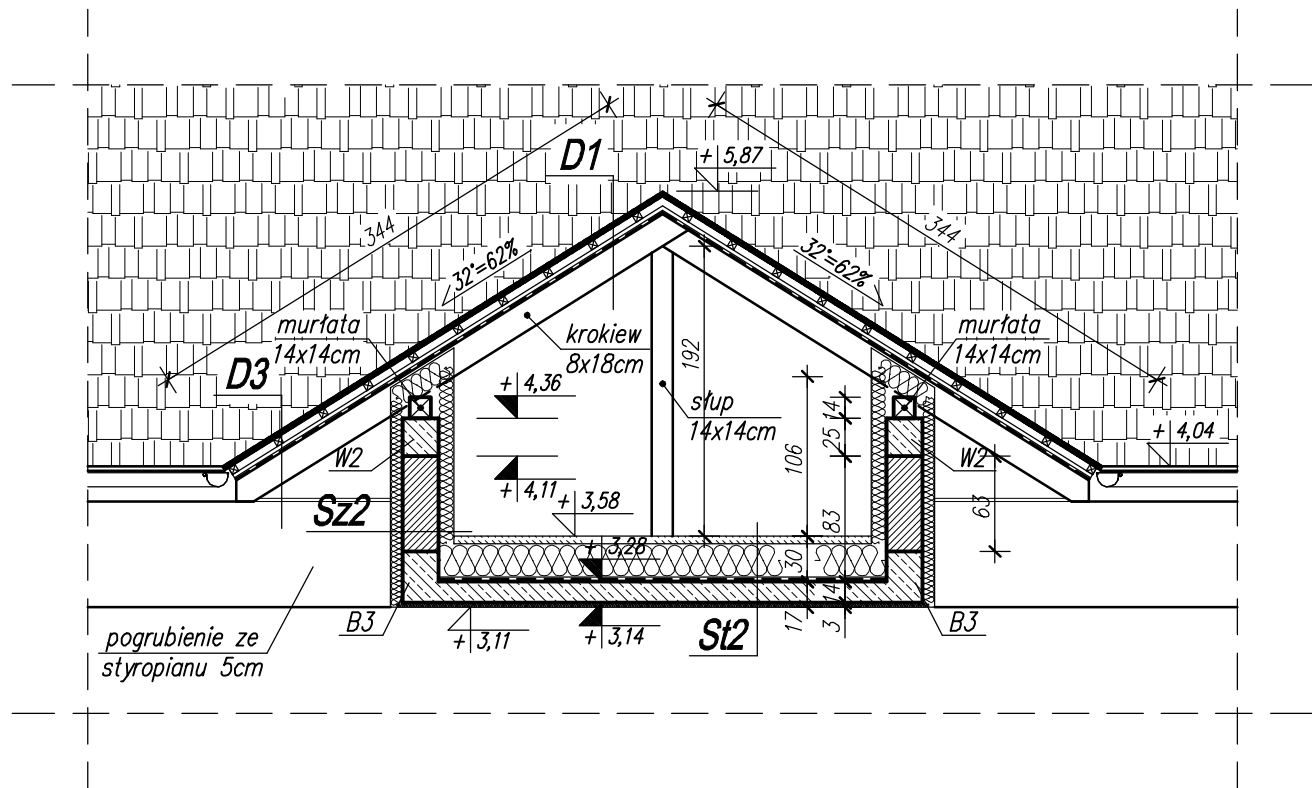 D1
+ 5,87
344
344
32°=62%
32°=62%
murłata
14x14cm
krokiew
8x18cm
murłata
14x14cm
192
D3
+ 4,36
słup
14x14cm
14
25
+ 4,04
W2
W2
106
+ 4,11
+ 3,58
Sz2
83
63
+ 3,28
30
14
17
3
B3
B3
+ 3,11
+ 3,14
St2
pogrubienie ze
styropianu 5cm